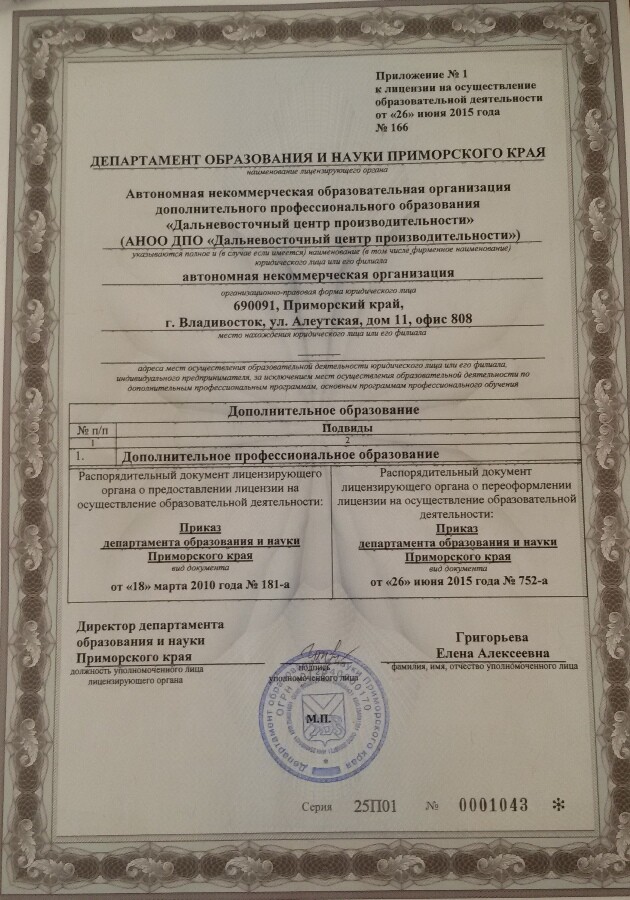 Приложение № 1
к лицензии на осуществление
образовательной деятельности
от «26» июня 2015 года
№ 166
ДЕПАРТАМЕНТ ОБРАЗОВАНИЯ И НАУКИ ПРИМОРСКОГО КРАЯ
наименование лицензирующего органа
Автономная некоммерческая образовательная организация
дополнительного профессионального образования
«Дальневосточный центр производительности»
(АНОО ДПО «Дальневосточный центр производительности»)
указываются полное и (в случае если имеется) наименование (в том числе фирменное наименование)
юридического лица или его филиала
автономная некоммерческая организация
организационно-правовая форма юридического лица
690091, Приморский край,
г. Владивосток, ул. Алеутская, дом 11, офис 808
место нахождения юридического лица или его филиала
адреса мест осуществления образовательной деятельности юридического лица или его филиала,
индивидуального предпринимателя, за исключением мест осуществления образовательной деятельности по
дополнительным профессиональным программам, основным программам профессионального обучения
Дополнительное образование
№ п/п Подвиды
1 2
1. Дополнительное профессиональное образование
Распорядительный документ лицензирующего
органа о предоставлении лицензии на
осуществление образовательной деятельности:
Приказ
департамента образования и науки
Приморского края
вид документа
от «18» марта 2010 года № 181-а
Распорядительный документ
лицензирующего органа о переоформлении
лицензии на осуществление образовательной
деятельности:
Приказ
департамента образования и науки
Приморского края
вид документа
от «26» июня 2015 года № 752-а
Директор департамента
образования и науки
Приморского края
должность уполномоченного лица
лицензирующего органа
подпись
уполномоченного лица
Григорьева
Елена Алексеевна
фамилия, имя, отчество уполномоченного лица
Департамент образования и науки Приморского края
ОГРН
М.П.
Серия 25П01 № 0001043 *